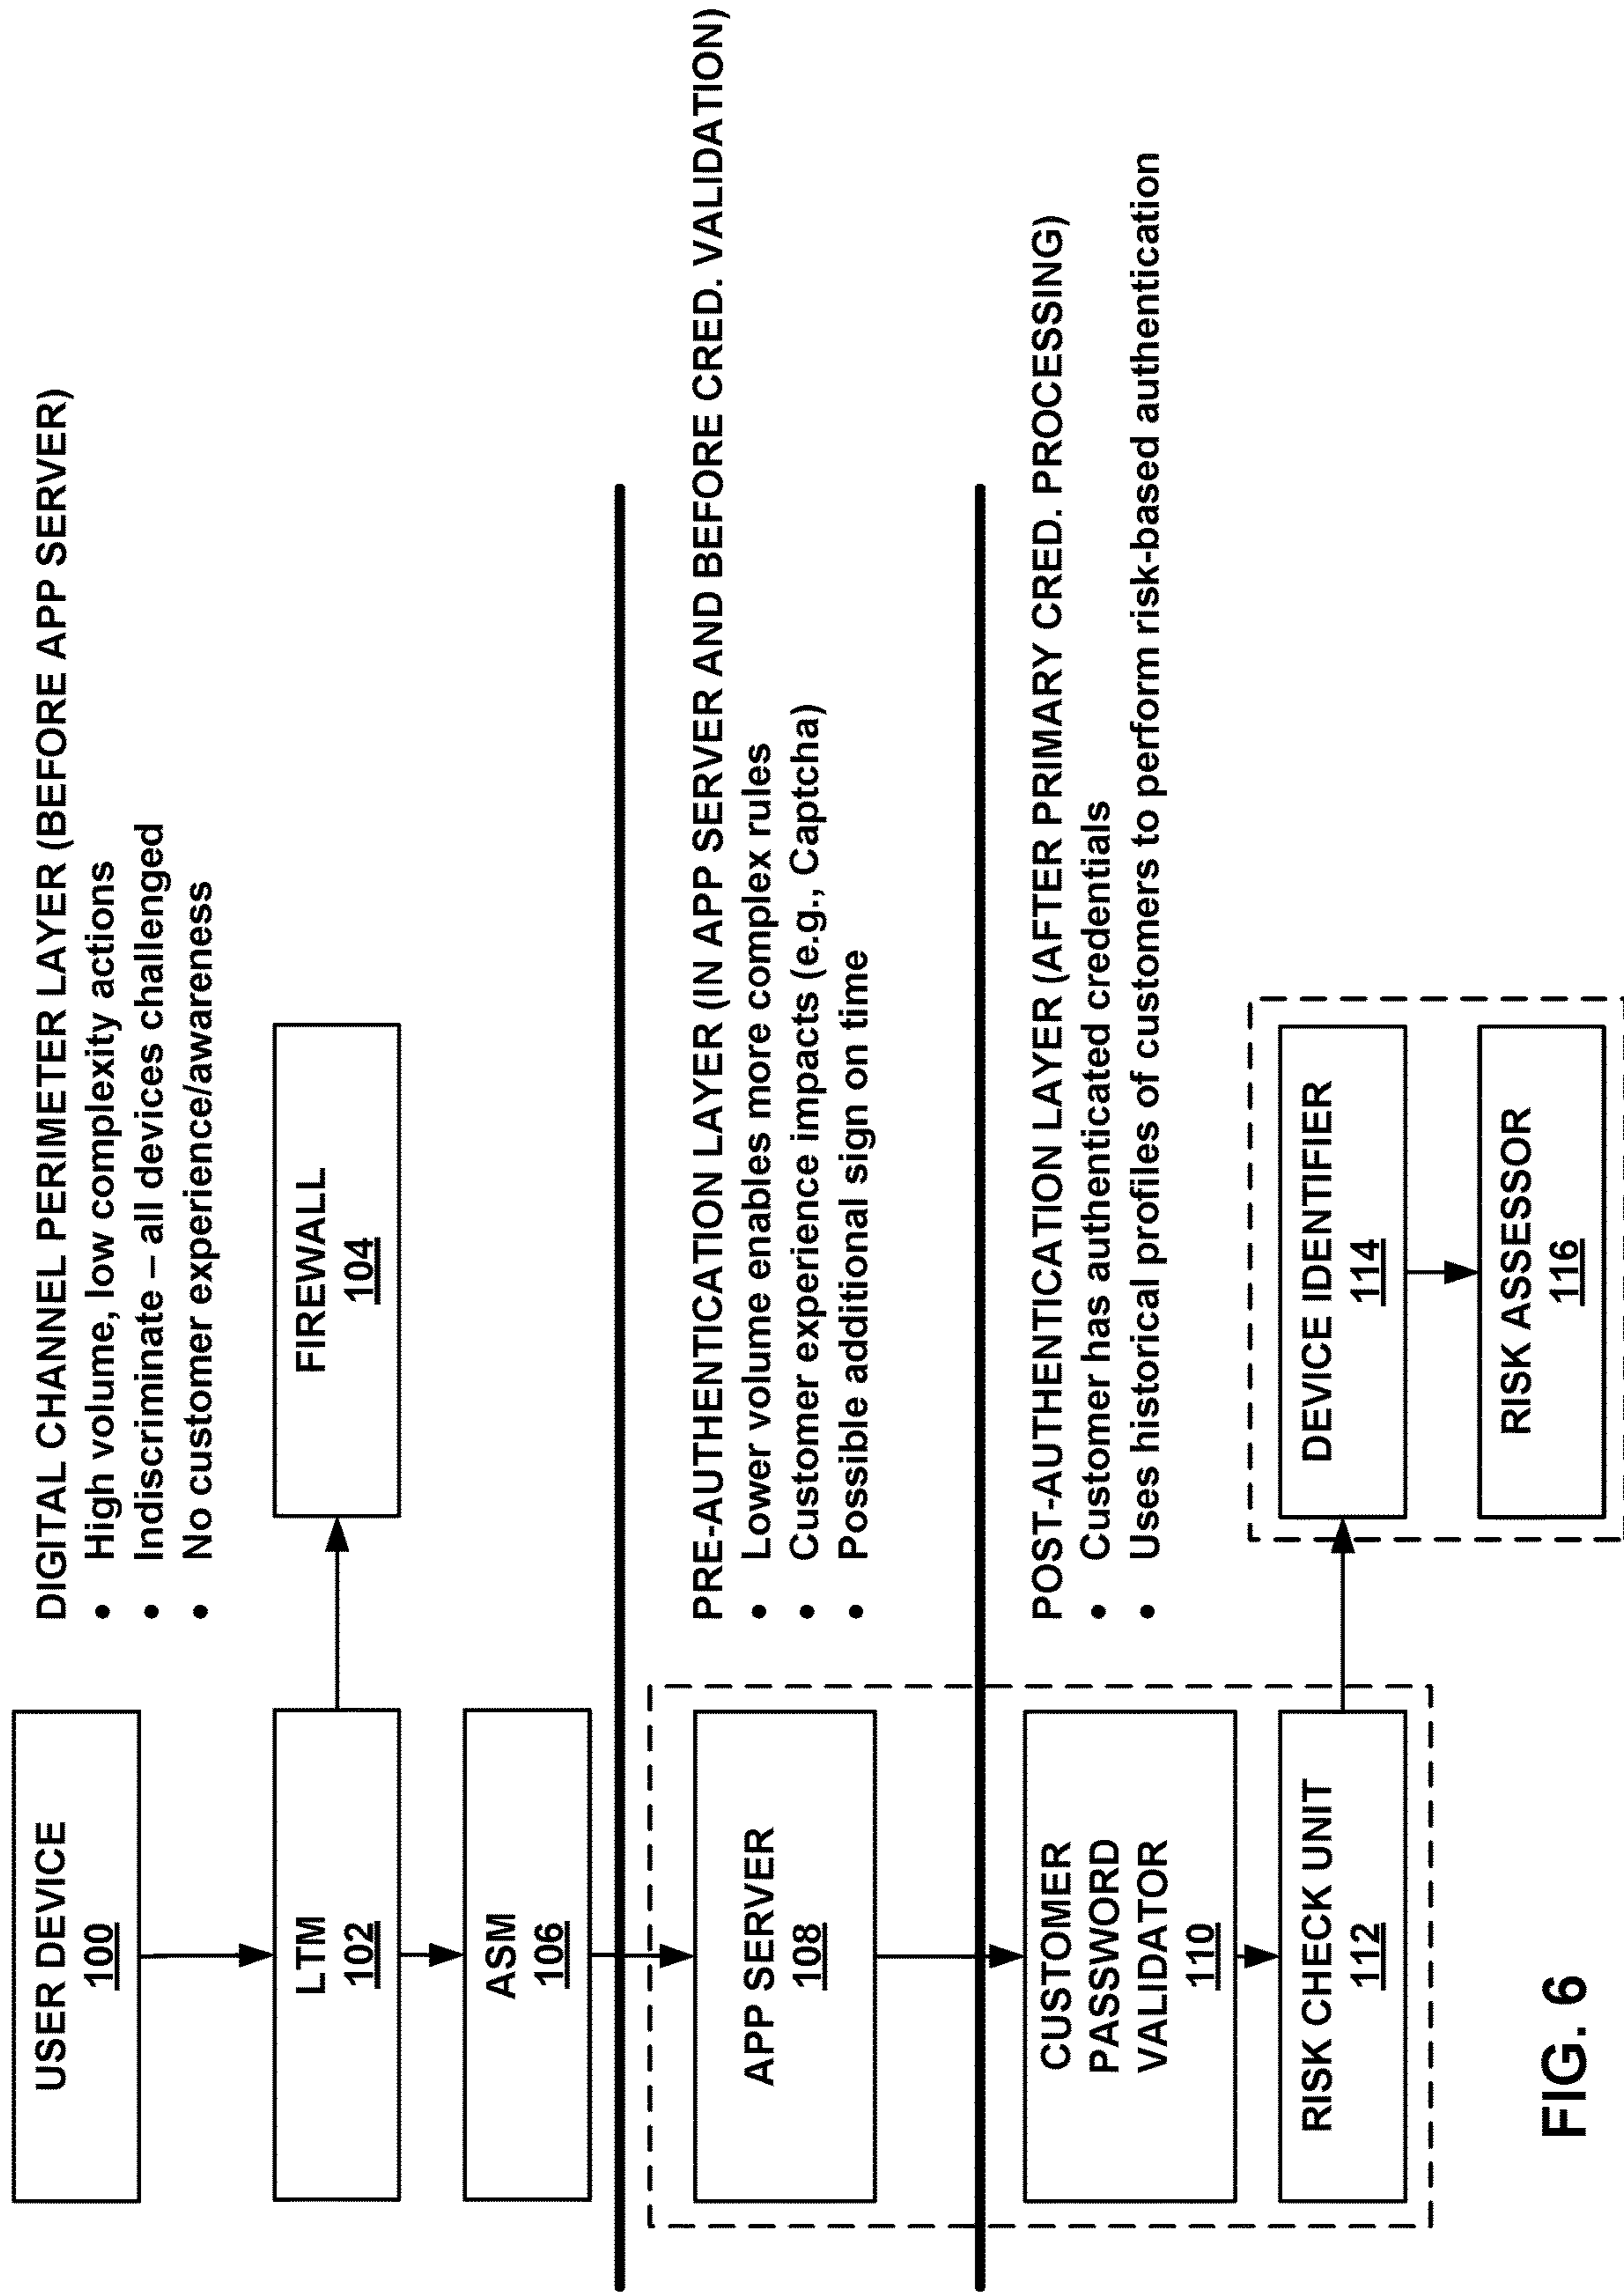 USER DEVICE
100
DIGITAL CHANNEL PERIMETER LAYER (BEFORE APP SERVER)
• High volume, low complexity actions
• Indiscriminate – all devices challenged
• No customer experience/awareness
LTM
102
FIREWALL
104
ASM
106
PRE-AUTHENTICATION LAYER (IN APP SERVER AND BEFORE CRED. VALIDATION)
• Lower volume enables more complex rules
• Customer experience impacts (e.g., Captcha)
• Possible additional sign on time
APP SERVER
108
POST-AUTHENTICATION LAYER (AFTER PRIMARY CRED. PROCESSING)
• Customer has authenticated credentials
• Uses historical profiles of customers to perform risk-based authentication
CUSTOMER
PASSWORD
VALIDATOR
110
RISK CHECK UNIT
112
DEVICE IDENTIFIER
114
RISK ASSESSOR
116
FIG. 6